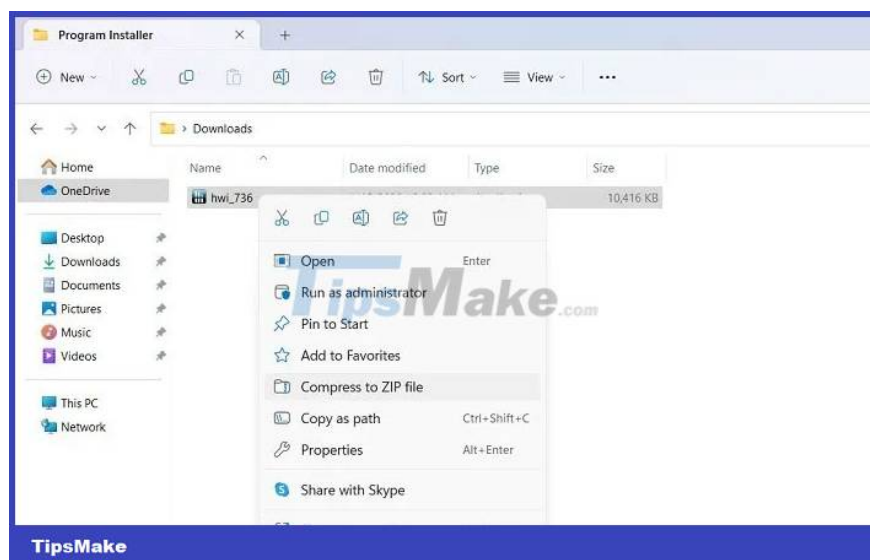 Program Installer
New
Sort
View
Downloads
Home
OneDrive
Desktop
Downloads
Documents
Pictures
Music
Videos
This PC
Network
Name Date modified Type Size
hwi_736 10,416 KB
Open Enter
Run as administrator
Pin to Start
Add to Favorites
Compress to ZIP file
Copy as path Ctrl+Shift+C
Properties Alt+Enter
Share with Skype
TipsMake.com
TipsMake